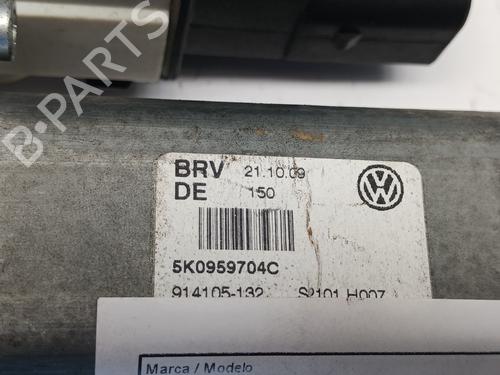 B-PARTS
BRV 21.10.09
DE 150
5K0959704C
914105-132 S2101 H007
Marca / Modelo